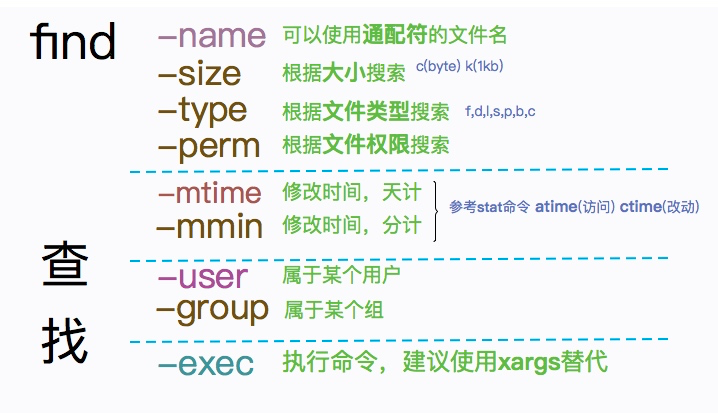 find
–name 可以使用通配符的文件名
–size 根据大小搜索 c(byte) k(1kb)
–type 根据文件类型搜索 f,d,l,s,p,b,c
–perm 根据文件权限搜索
–mtime 修改时间，天计
–mmin 修改时间，分计
参考stat命令 atime(访问) ctime(改动)
查找
–user 属于某个用户
–group 属于某个组
–exec 执行命令，建议使用xargs替代